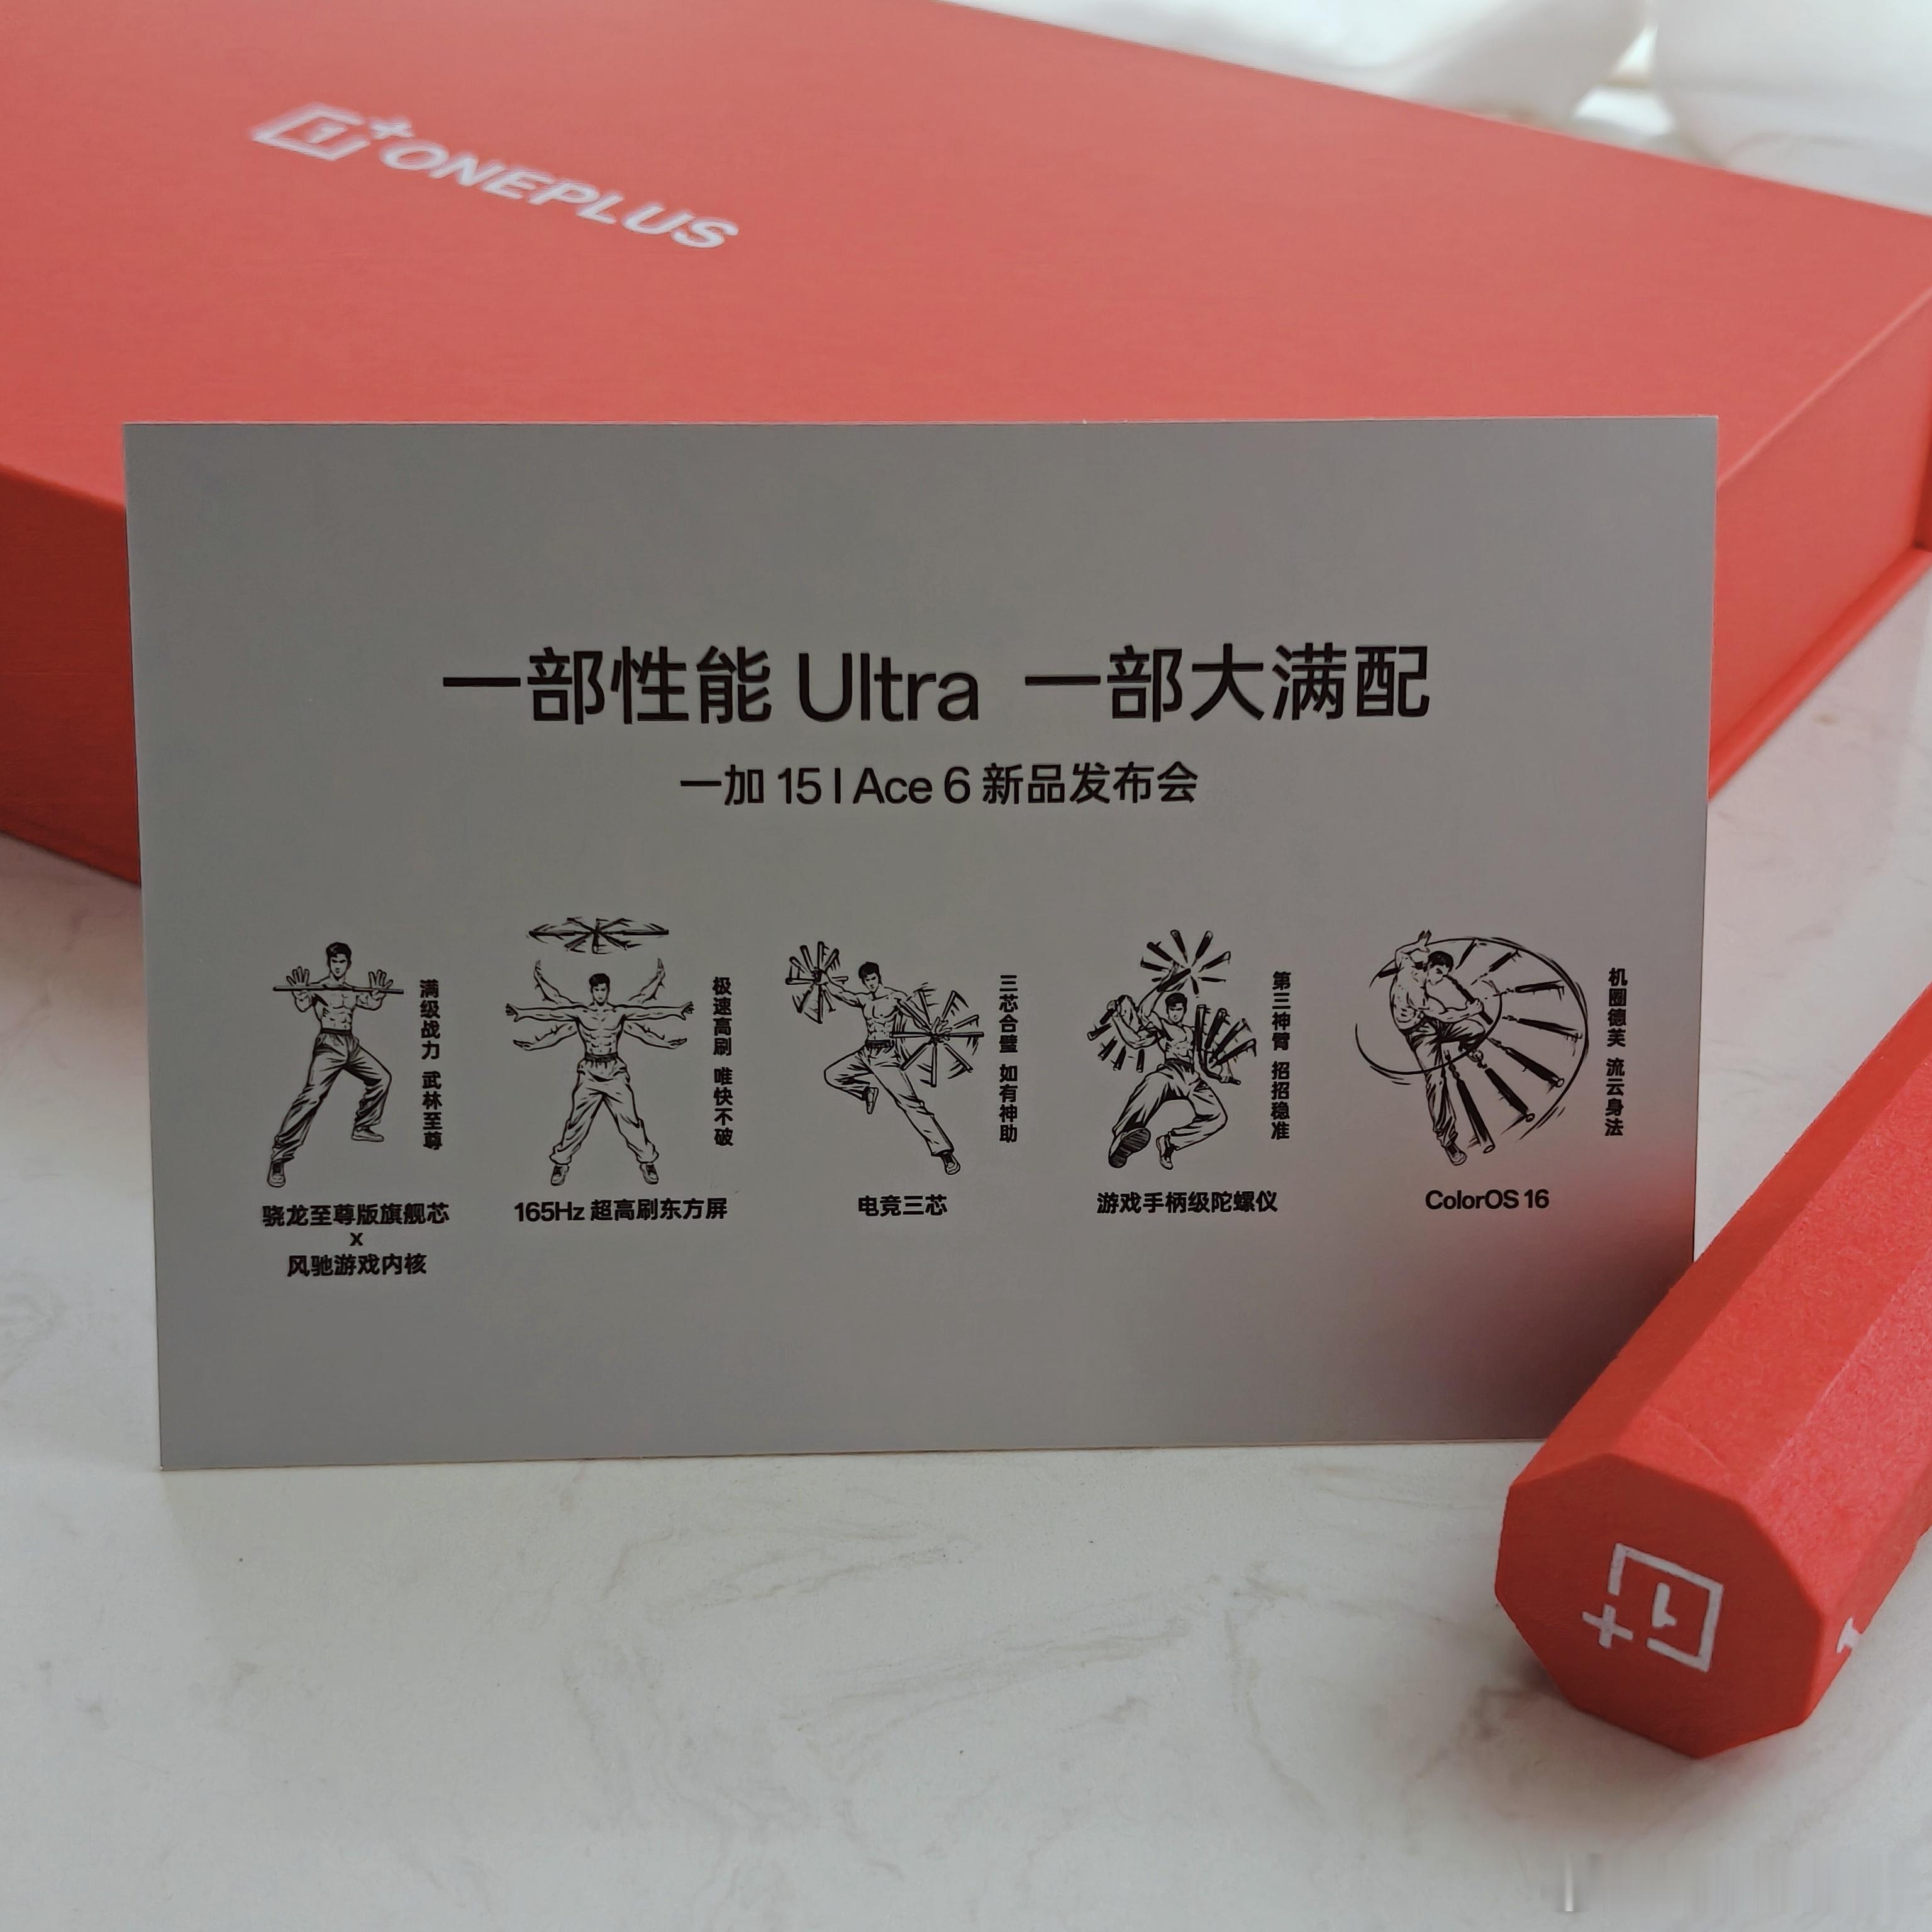 1+ ONEPLUS
一部性能 Ultra 一部大满配
一加 15 | Ace 6 新品发布会
满级战力 武林至尊
骁龙至尊版旗舰芯
x
风驰游戏内核
极速高刷 唯快不破
165Hz 超高刷东方屏
三芯合璧 如有神助
电竞三芯
第三神臂 招招稳准
游戏手柄级陀螺仪
机圈德芙 流云身法
ColorOS 16
1+